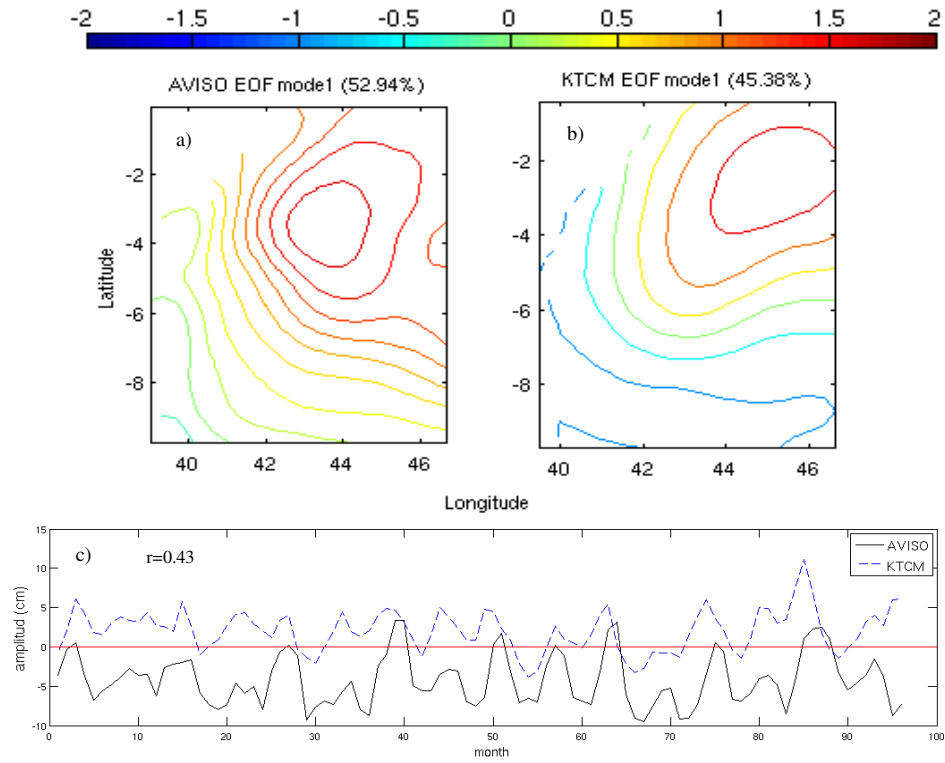 -2 -1.5 -1 -0.5 0 0.5 1 1.5 2
AVISO EOF mode1 (52.94%)
KTCM EOF mode1 (45.38%)
a)
b)
-2
-4
-6
-8
Latitude
40 42 44 46
-2
-4
-6
-8
40 42 44 46
Longitude
c)
r=0.43
AVISO
KTCM
15
10
5
0
-5
-10
amplitud (cm)
0 10 20 30 40 50 60 70 80 90 100
month